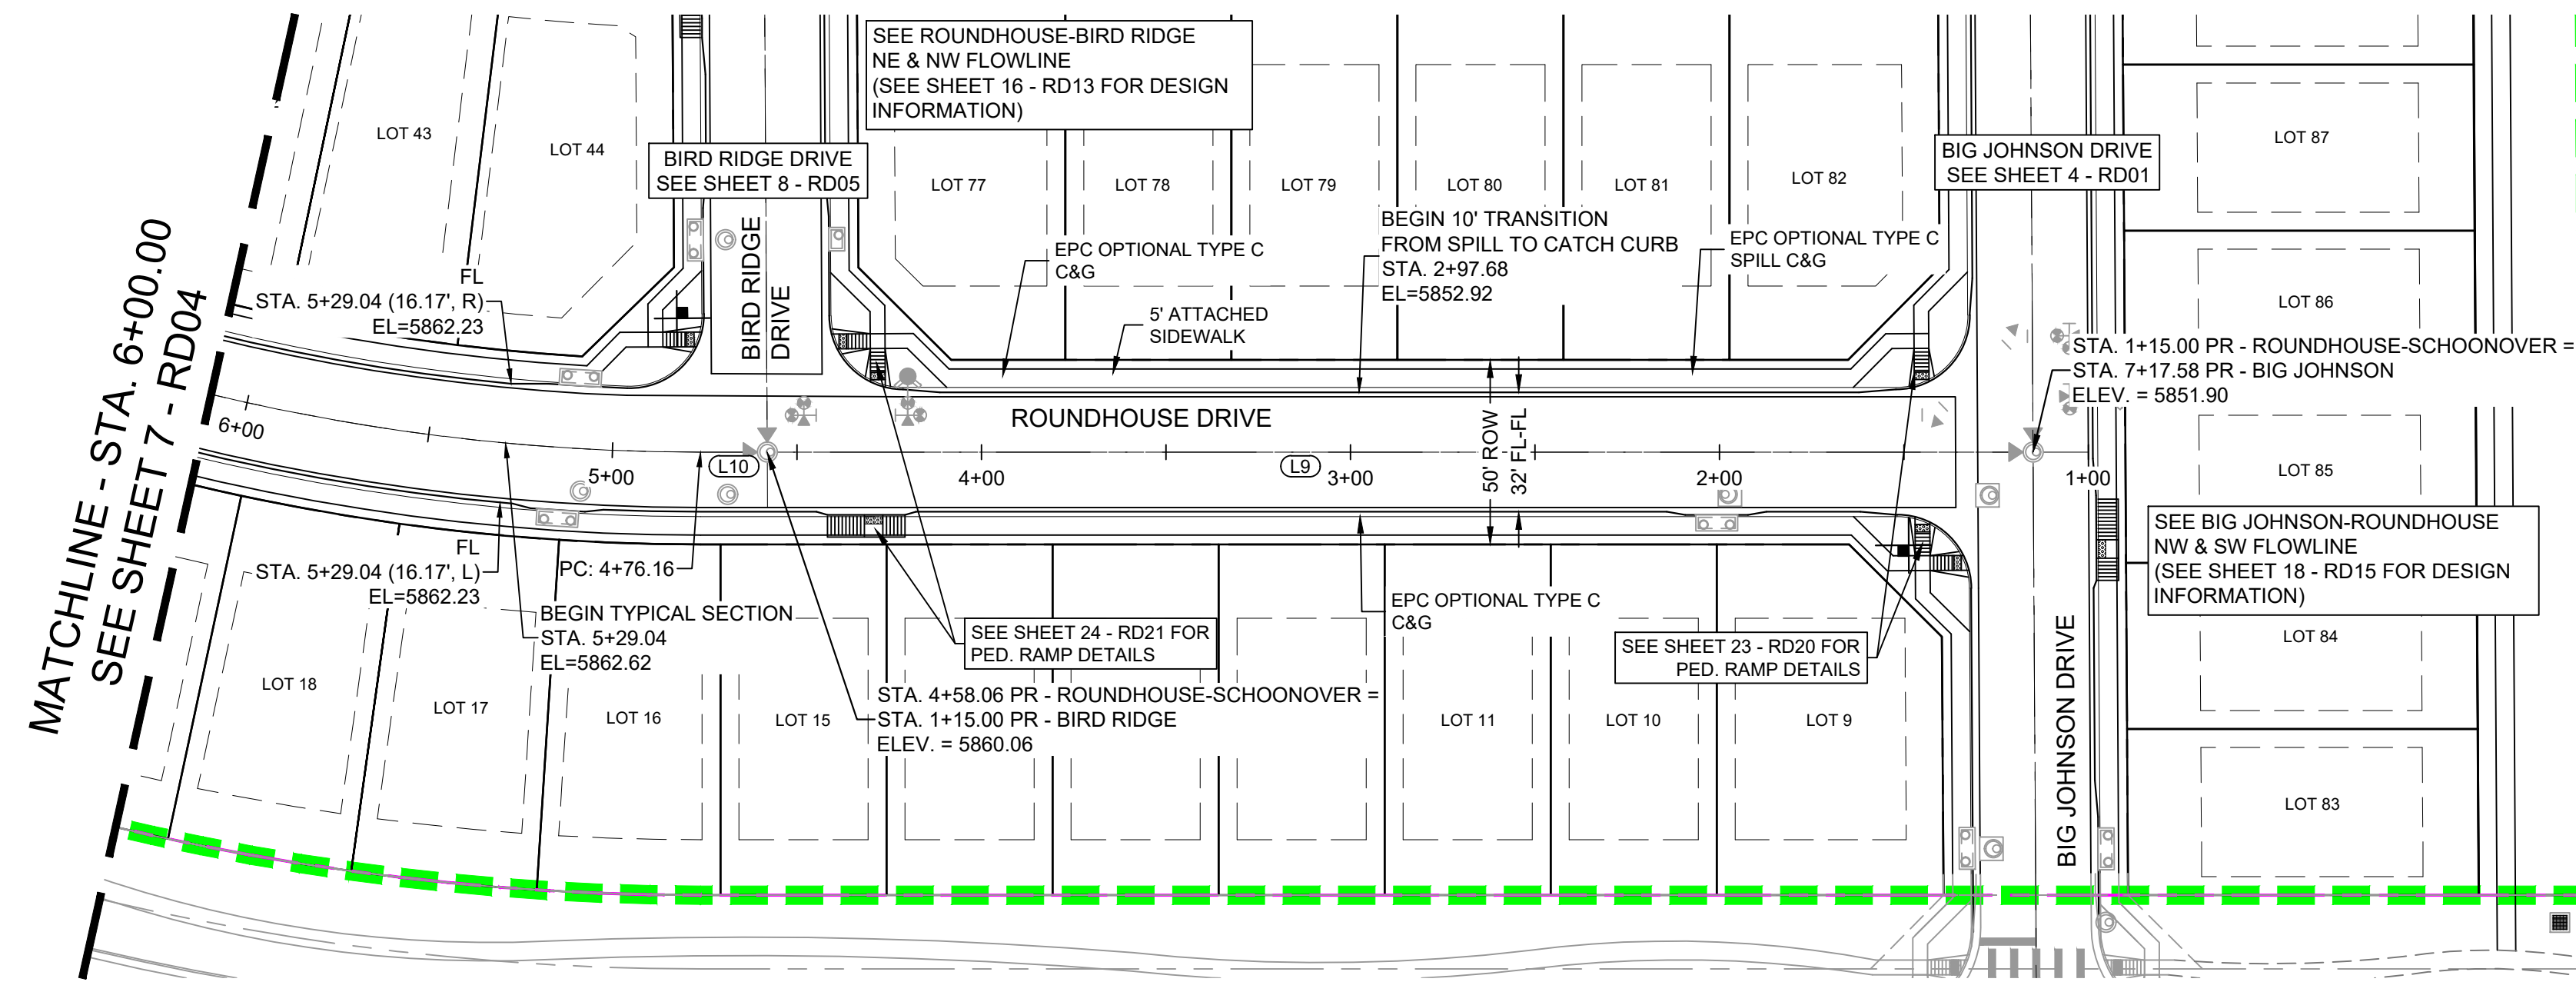 SEE ROUNDHOUSE-BIRD RIDGE
NE & NW FLOWLINE
(SEE SHEET 16 - RD13 FOR DESIGN
INFORMATION)
LOT 43
LOT 44
BIRD RIDGE DRIVE
SEE SHEET 8 - RD05
LOT 77
LOT 78
LOT 79
LOT 80
LOT 81
LOT 82
BIG JOHNSON DRIVE
SEE SHEET 4 - RD01
LOT 87
LOT 86
LOT 85
LOT 84
LOT 83
MATCHLINE - STA. 6+00.00
SEE SHEET 7 - RD04
FL
STA. 5+29.04 (16.17', R)
EL=5862.23
BIRD RIDGE
DRIVE
EPC OPTIONAL TYPE C
C&G
5' ATTACHED
SIDEWALK
BEGIN 10' TRANSITION
FROM SPILL TO CATCH CURB
STA. 2+97.68
EL=5852.92
EPC OPTIONAL TYPE C
SPILL C&G
STA. 1+15.00 PR - ROUNDHOUSE-SCHOONOVER =
STA. 7+17.58 PR - BIG JOHNSON
ELEV. = 5851.90
ROUNDHOUSE DRIVE
50' ROW
32' FL-FL
6+00
5+00
L10
4+00
L9
3+00
2+00
1+00
FL
STA. 5+29.04 (16.17', L)
EL=5862.23
PC: 4+76.16
BEGIN TYPICAL SECTION
STA. 5+29.04
EL=5862.62
SEE SHEET 24 - RD21 FOR
PED. RAMP DETAILS
EPC OPTIONAL TYPE C
C&G
SEE SHEET 23 - RD20 FOR
PED. RAMP DETAILS
SEE BIG JOHNSON-ROUNDHOUSE
NW & SW FLOWLINE
(SEE SHEET 18 - RD15 FOR DESIGN
INFORMATION)
STA. 4+58.06 PR - ROUNDHOUSE-SCHOONOVER =
STA. 1+15.00 PR - BIRD RIDGE
ELEV. = 5860.06
LOT 18
LOT 17
LOT 16
LOT 15
LOT 11
LOT 10
LOT 9
BIG JOHNSON DRIVE